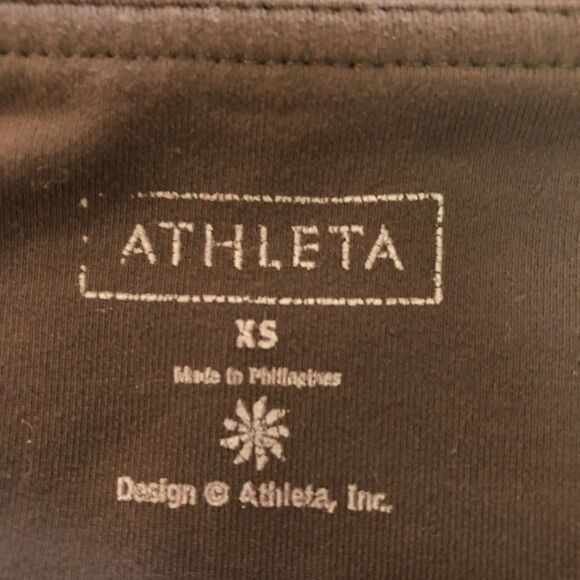 ATHLETA
XS
Made in Philippines
Design © Athleta, Inc.